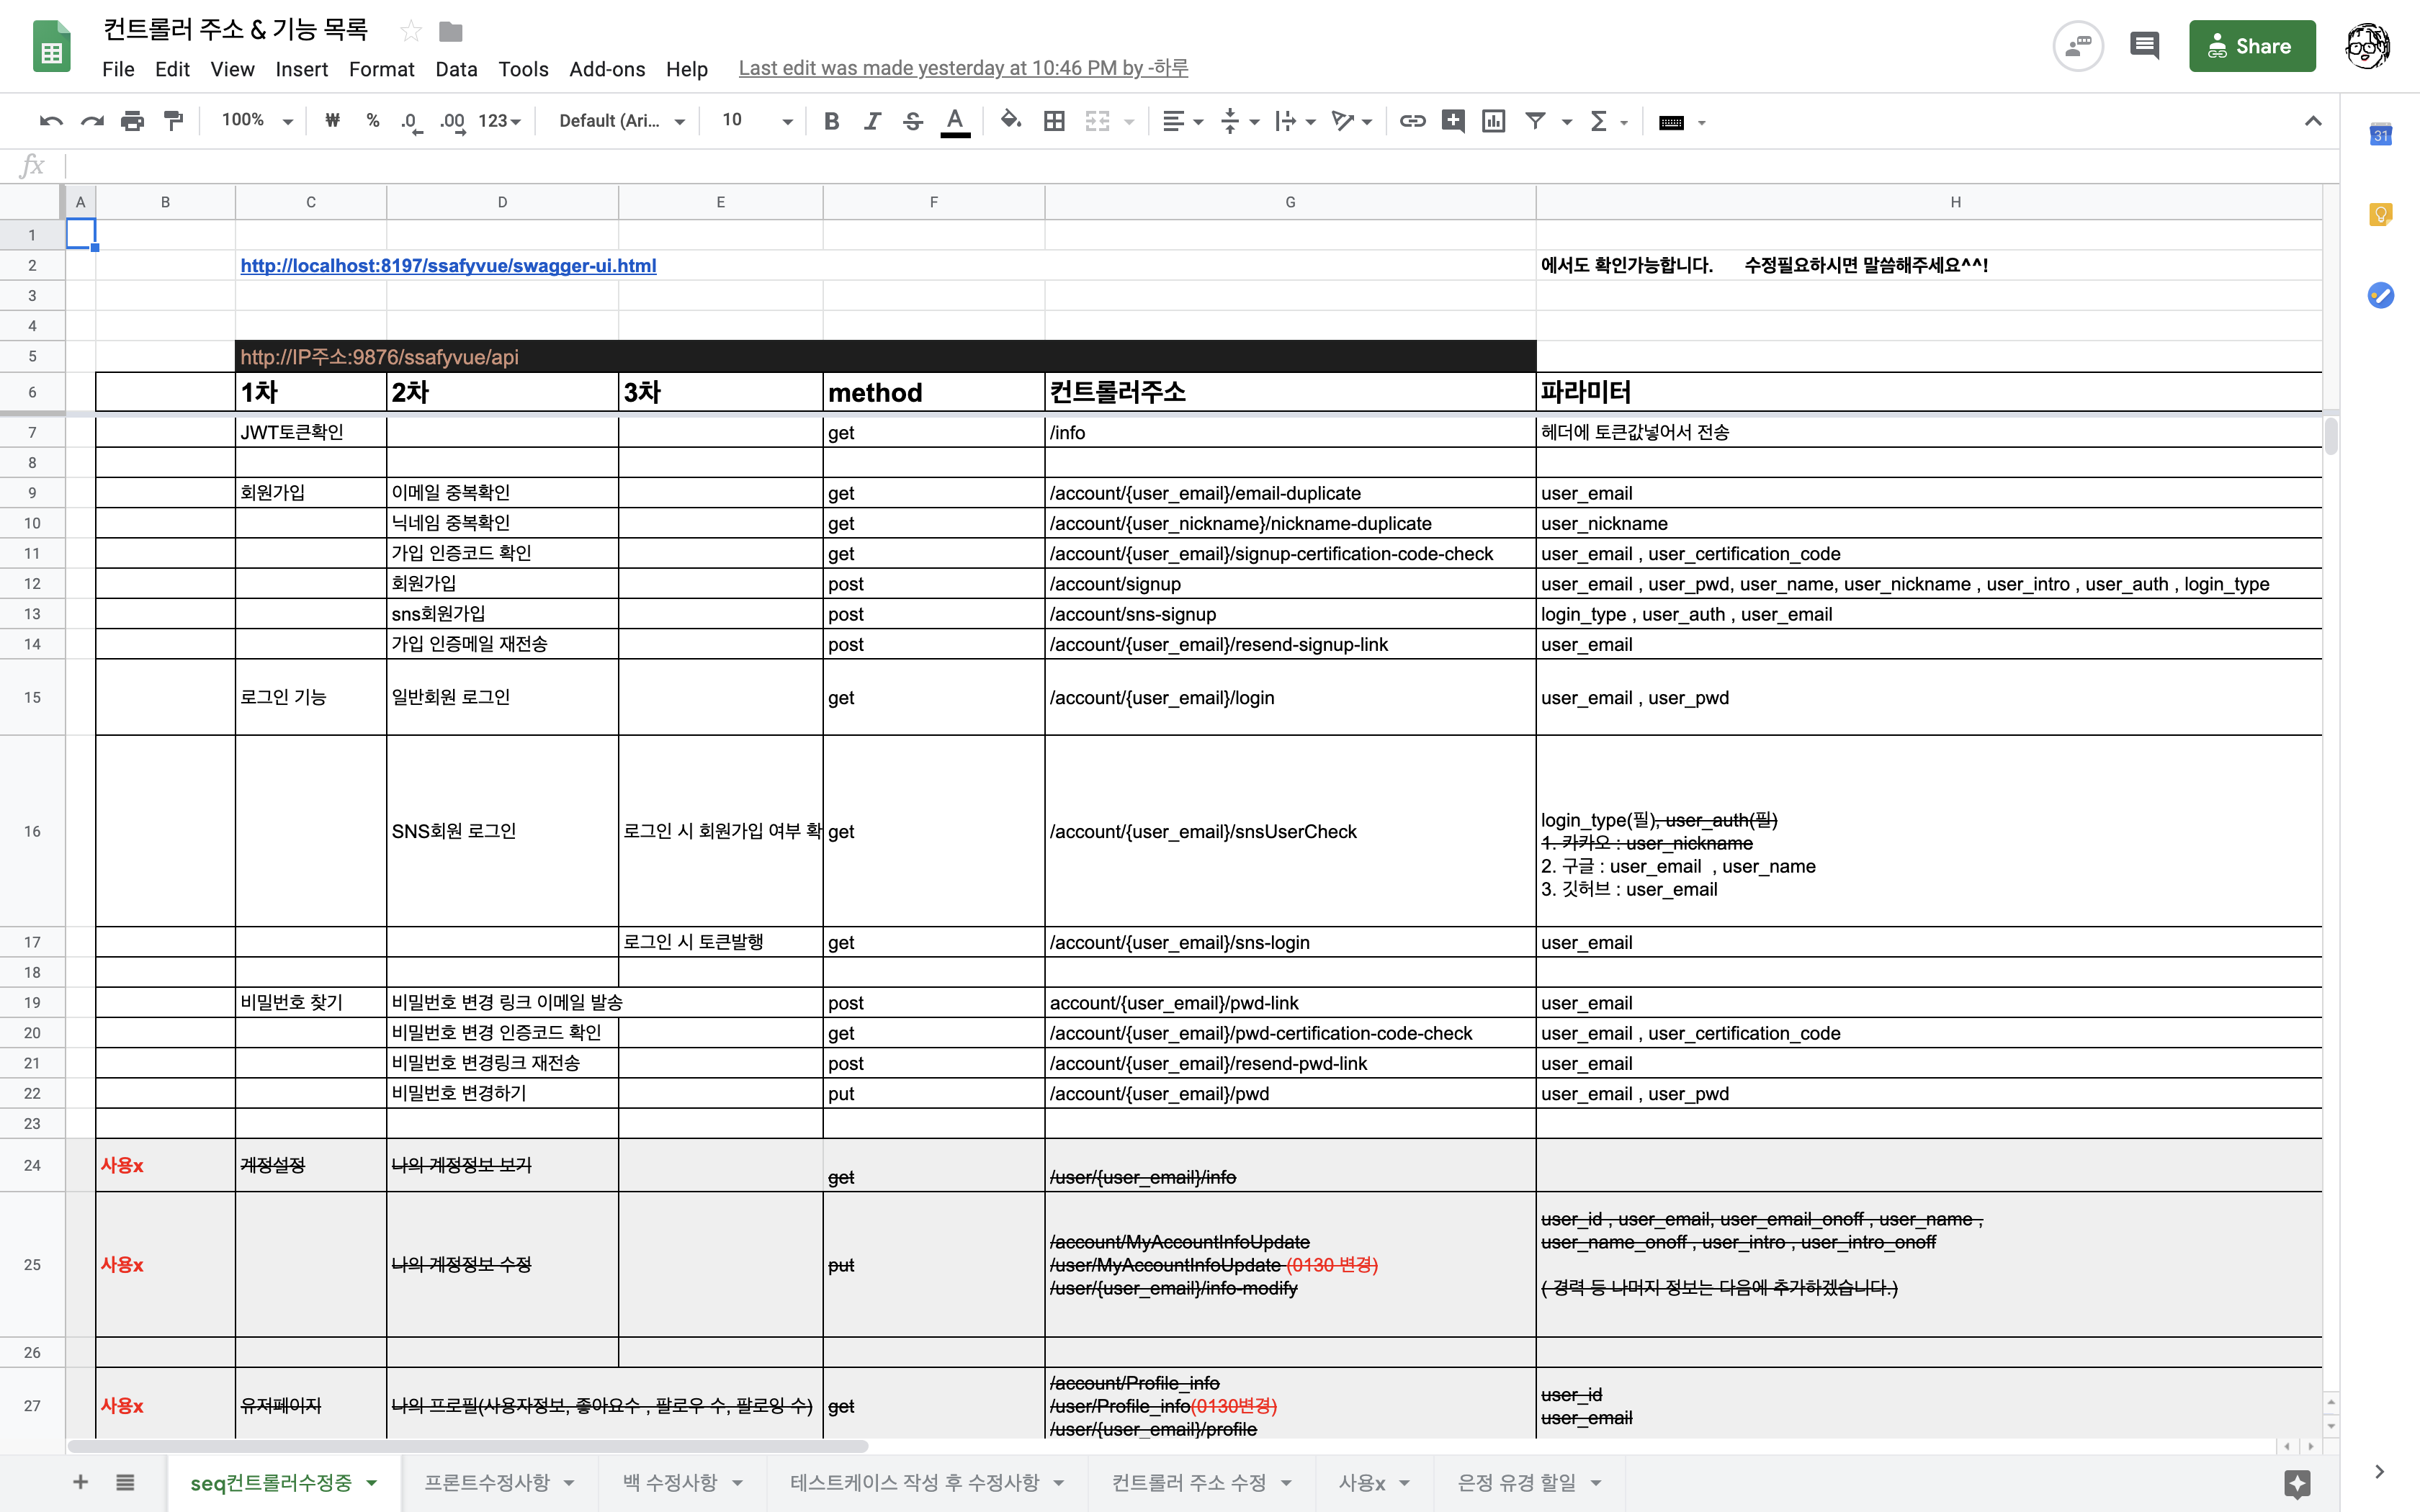 컨트롤러 주소 & 기능 목록
File Edit View Insert Format Data Tools Add-ons Help Last edit was made yesterday at 10:46 PM by -하루
Share
100% ₩ % .0 .00 123 Default (Ari... 10 B I S A Σ
31
fx
A B C D E F G H
1
2 http://localhost:8197/ssafyvue/swagger-ui.html 에서도 확인가능합니다. 수정필요하시면 말씀해주세요^^!
3
4
5 http://IP주소:9876/ssafyvue/api
6 1차 2차 3차 method 컨트롤러주소 파라미터
7 JWT토큰확인 get /info 헤더에 토큰값넣어서 전송
8
9 회원가입 이메일 중복확인 get /account/{user_email}/email-duplicate user_email
10 닉네임 중복확인 get /account/{user_nickname}/nickname-duplicate user_nickname
11 가입 인증코드 확인 get /account/{user_email}/signup-certification-code-check user_email , user_certification_code
12 회원가입 post /account/signup user_email , user_pwd, user_name, user_nickname , user_intro , user_auth , login_type
13 sns회원가입 post /account/sns-signup login_type , user_auth , user_email
14 가입 인증메일 재전송 post /account/{user_email}/resend-signup-link user_email
15 로그인 기능 일반회원 로그인 get /account/{user_email}/login user_email , user_pwd
16 SNS회원 로그인 로그인 시 회원가입 여부 확 get /account/{user_email}/snsUserCheck
login_type(필), user_auth(필)
1. 카카오 : user_nickname
2. 구글 : user_email , user_name
3. 깃허브 : user_email
17 로그인 시 토큰발행 get /account/{user_email}/sns-login user_email
18
19 비밀번호 찾기 비밀번호 변경 링크 이메일 발송 post account/{user_email}/pwd-link user_email
20 비밀번호 변경 인증코드 확인 get /account/{user_email}/pwd-certification-code-check user_email , user_certification_code
21 비밀번호 변경링크 재전송 post /account/{user_email}/resend-pwd-link user_email
22 비밀번호 변경하기 put /account/{user_email}/pwd user_email , user_pwd
23
24 사용x 계정설정 나의 계정정보 보기 get /user/{user_email}/info
25 사용x 나의 계정정보 수정 put
/account/MyAccountInfoUpdate
/user/MyAccountInfoUpdate (0130 변경)
/user/{user_email}/info-modify
user_id , user_email, user_email_onoff , user_name ,
user_name_onoff , user_intro , user_intro_onoff
( 경력 등 나머지 정보는 다음에 추가하겠습니다.)
26
27 사용x 유저페이지 나의 프로필(사용자정보, 좋아요수 , 팔로우 수, 팔로잉 수) get
/account/Profile_info
/user/Profile_info(0130변경)
/user/{user_email}/profile
user_id
user_email
seq컨트롤러수정중 프론트수정사항 백 수정사항 테스트케이스 작성 후 수정사항 컨트롤러 주소 수정 사용x 은정 유경 할일